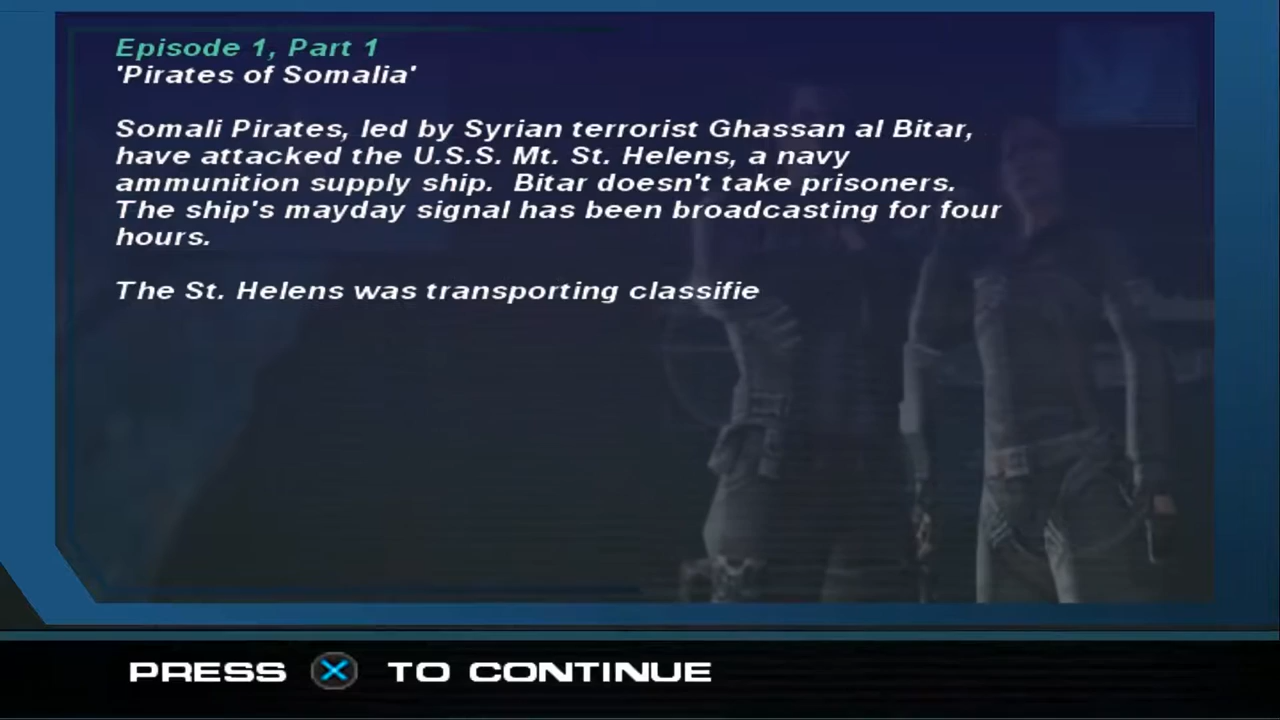 Episode 1, Part 1
'Pirates of Somalia'
Somali Pirates, led by Syrian terrorist Ghassan al Bitar,
have attacked the U.S.S. Mt. St. Helens, a navy
ammunition supply ship.  Bitar doesn't take prisoners.
The ship's mayday signal has been broadcasting for four
hours.
The St. Helens was transporting classifie
PRESS X TO CONTINUE